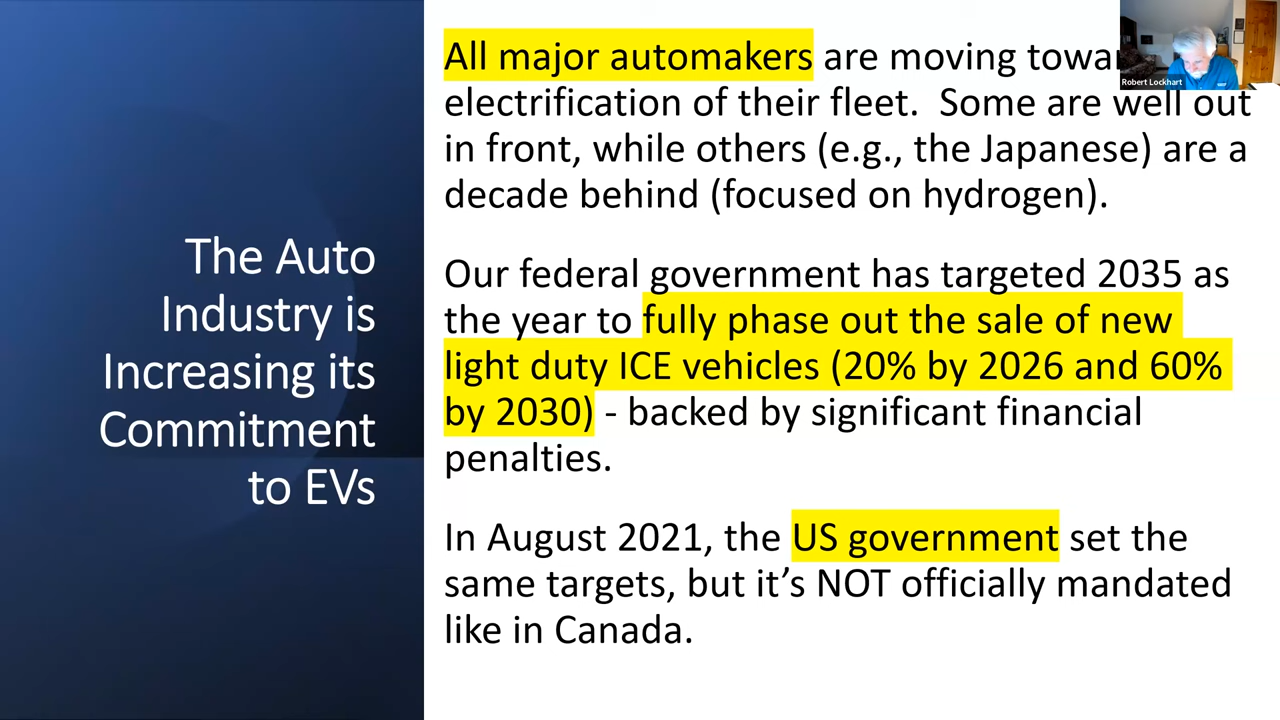 The Auto
Industry is
Increasing its
Commitment
to EVs
All major automakers are moving
electrification of their fleet.  Some are well out
in front, while others (e.g., the Japanese) are a
decade behind (focused on hydrogen).
Our federal government has targeted 2035 as
the year to fully phase out the sale of new
light duty ICE vehicles (20% by 2026 and 60%
by 2030) - backed by significant financial
penalties.
In August 2021, the US government set the
same targets, but it’s NOT officially mandated
like in Canada.
Robert Lockhart